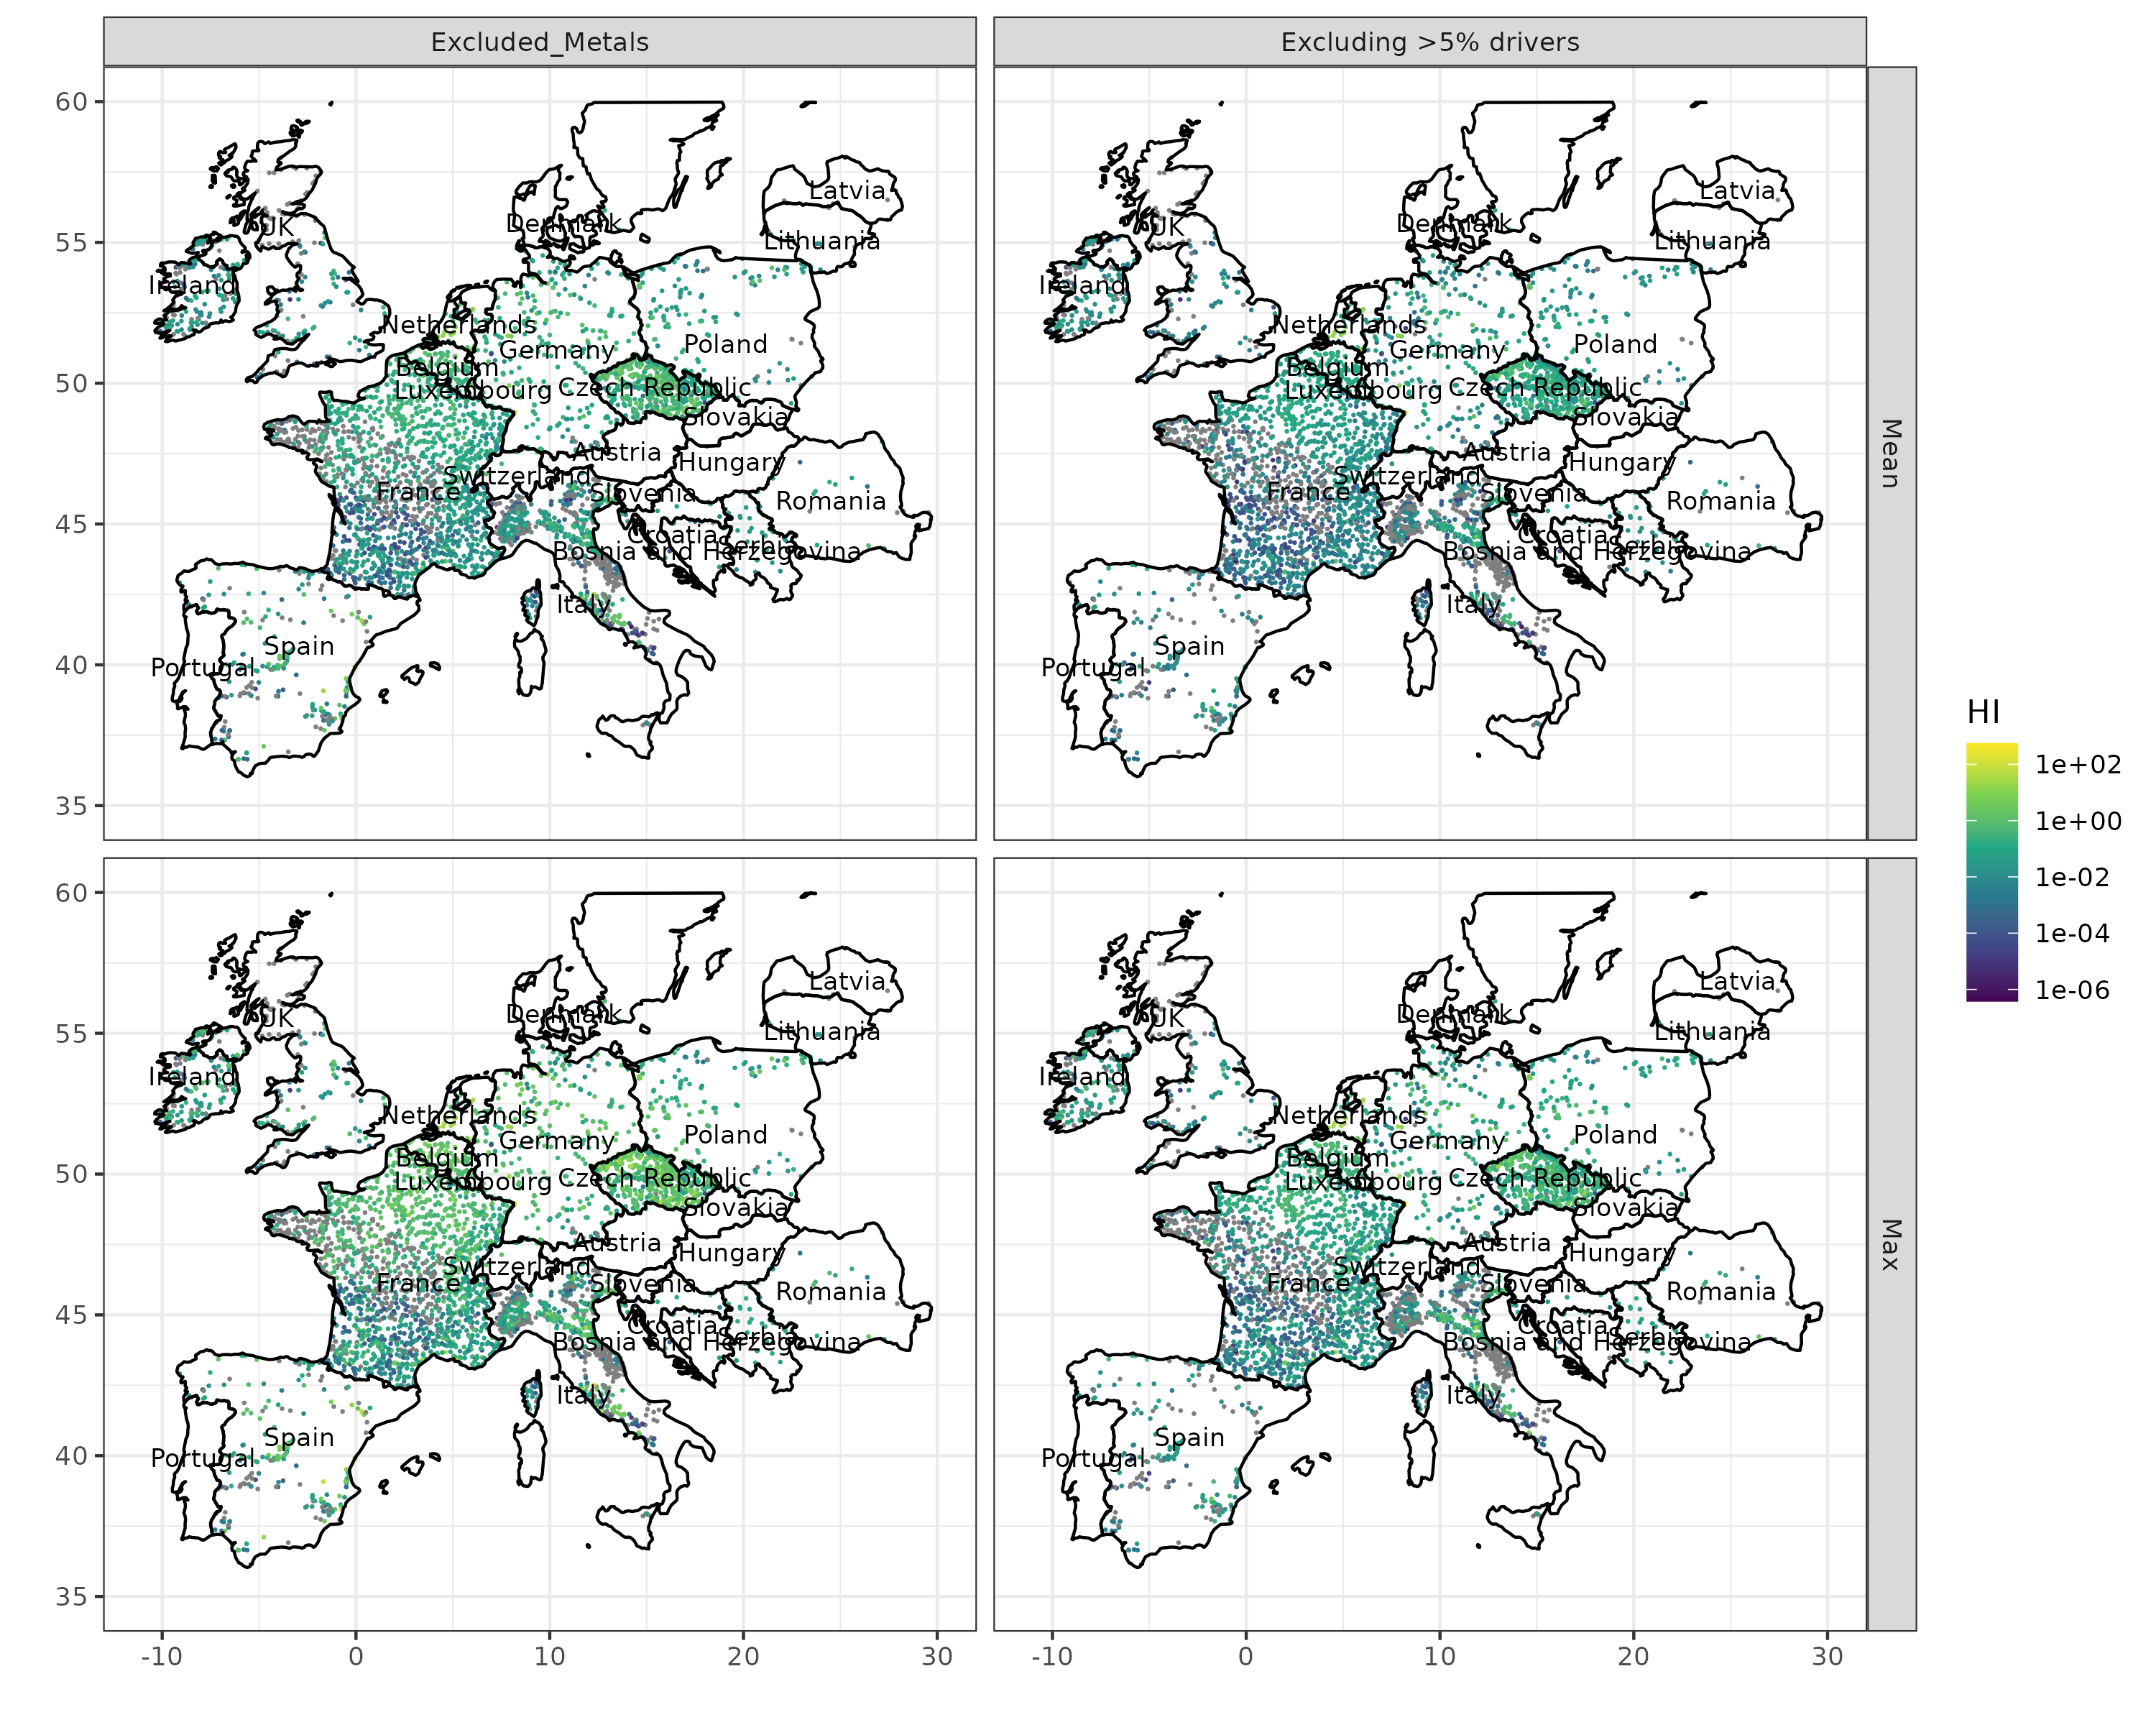 Excluded_Metals
Excluding >5% drivers
60
55
50
45
40
35
Latvia
UK
Denmark
Lithuania
Ireland
Netherlands
Poland
Germany
Belgium
Luxembourg
Czech Republic
Slovakia
Austria
Hungary
Switzerland
France
Slovenia
Romania
Croatia
Serbia
Bosnia and Herzegovina
Italy
Spain
Portugal
Latvia
UK
Denmark
Lithuania
Ireland
Netherlands
Poland
Germany
Belgium
Luxembourg
Czech Republic
Slovakia
Austria
Hungary
Switzerland
France
Slovenia
Romania
Croatia
Serbia
Bosnia and Herzegovina
Italy
Spain
Portugal
Mean
HI
1e+02
1e+00
1e-02
1e-04
1e-06
60
55
50
45
40
35
Latvia
UK
Denmark
Lithuania
Ireland
Netherlands
Poland
Germany
Belgium
Luxembourg
Czech Republic
Slovakia
Austria
Hungary
Switzerland
France
Slovenia
Romania
Croatia
Serbia
Bosnia and Herzegovina
Italy
Spain
Portugal
Latvia
UK
Denmark
Lithuania
Ireland
Netherlands
Poland
Germany
Belgium
Luxembourg
Czech Republic
Slovakia
Austria
Hungary
Switzerland
France
Slovenia
Romania
Croatia
Serbia
Bosnia and Herzegovina
Italy
Spain
Portugal
Max
-10 0 10 20 30
-10 0 10 20 30